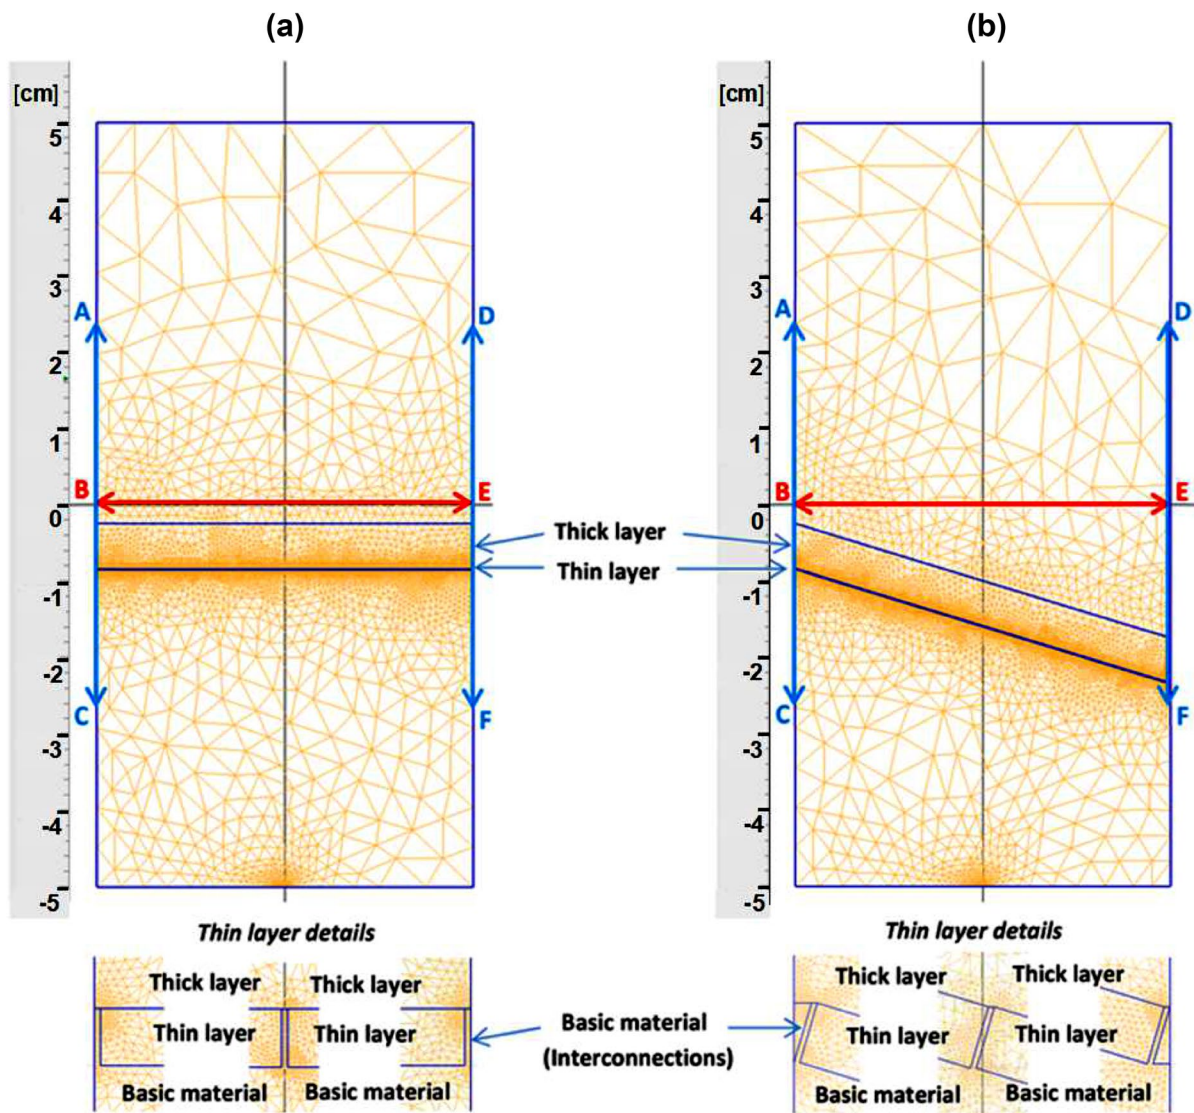 (a)
(b)
[cm]
5
4
3
2
1
0
-1
-2
-3
-4
-5
A
B
C
D
E
F
Thick layer
Thin layer
[cm]
5
4
3
2
1
0
-1
-2
-3
-4
-5
A
B
C
D
E
F
Thin layer details
Thick layer
Thick layer
Thin layer
Thin layer
Basic material
Basic material
Basic material
(Interconnections)
Thin layer details
Thick layer
Thick layer
Thin layer
Thin layer
Basic material
Basic material